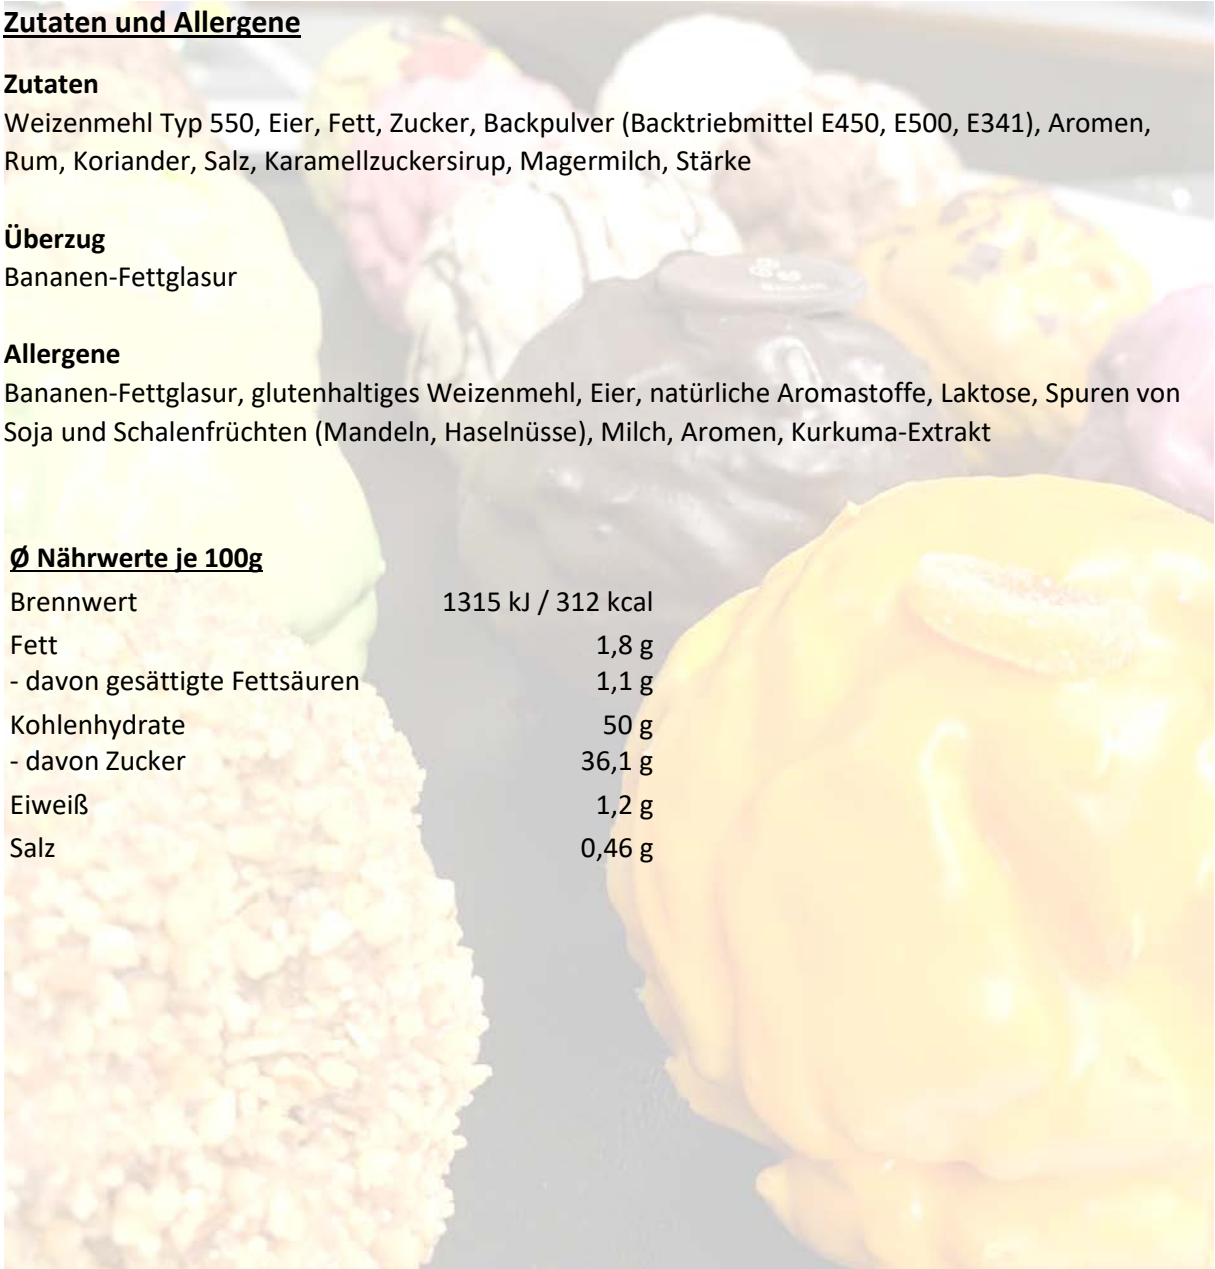 Zutaten und Allergene
Zutaten
Weizenmehl Typ 550, Eier, Fett, Zucker, Backpulver (Backtriebmittel E450, E500, E341), Aromen,
Rum, Koriander, Salz, Karamellzuckersirup, Magermilch, Stärke
Überzug
Bananen-Fettglasur
Allergene
Bananen-Fettglasur, glutenhaltiges Weizenmehl, Eier, natürliche Aromastoffe, Laktose, Spuren von
Soja und Schalenfrüchten (Mandeln, Haselnüsse), Milch, Aromen, Kurkuma-Extrakt
Ø Nährwerte je 100g
Brennwert 1315 kJ / 312 kcal
Fett 1,8 g
- davon gesättigte Fettsäuren 1,1 g
Kohlenhydrate 50 g
- davon Zucker 36,1 g
Eiweiß 1,2 g
Salz 0,46 g